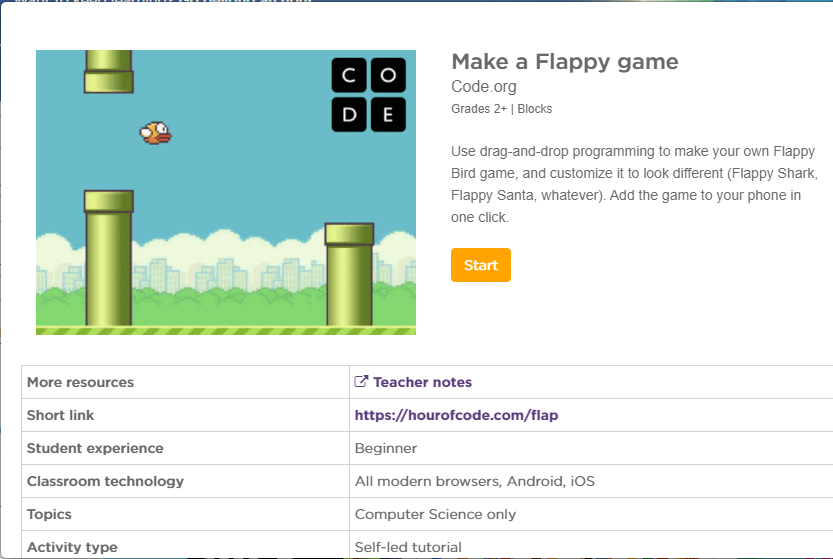 C O
D E
Make a Flappy game
Code.org
Grades 2+ | Blocks
Use drag-and-drop programming to make your own Flappy
Bird game, and customize it to look different (Flappy Shark,
Flappy Santa, whatever). Add the game to your phone in
one click.
Start
More resources Teacher notes
Short link https://hourofcode.com/flap
Student experience Beginner
Classroom technology All modern browsers, Android, iOS
Topics Computer Science only
Activity type Self-led tutorial